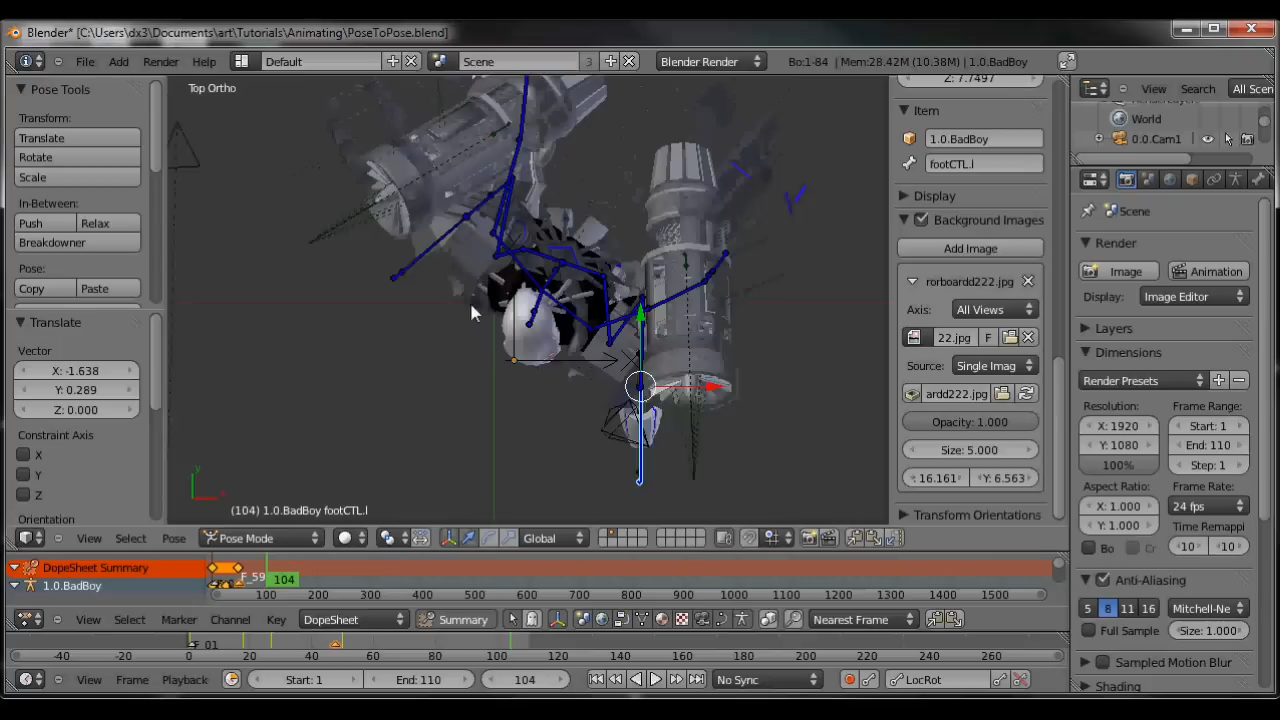 Blender* [C:\Users\dx3\Documents\art\Tutorials\Animating\PoseToPose.blend]
File Add Render Help Default Scene 3 Blender Render Bo:1-84 | Mem:28.42M (10.38M) | 1.0.BadBoy
Pose Tools
Transform:
Translate
Rotate
Scale
In-Between:
Push Relax
Breakdowner
Pose:
Copy Paste
Translate
Vector
X: -1.638
Y: 0.289
Z: 0.000
Constraint Axis
X
Y
Z
Orientation
Top Ortho
(104) 1.0.BadBoy footCTL.l
y
x
Z: 7.7497
Item
1.0.BadBoy
footCTL.l
Display
Background Images
Add Image
rorboardd222.jpg
Axis: All Views
22.jpg F
Source: Single Imag
ardd222.jpg
Opacity: 1.000
Size: 5.000
16.161 Y: 6.563
Transform Orientations
View Search All Scen
World
0.0.Cam1
Scene
Render
Image Animation
Display: Image Editor
Layers
Dimensions
Render Presets
Resolution: Frame Range:
X: 1920 Start: 1
Y: 1080 End: 110
100% Step: 1
Aspect Ratio: Frame Rate:
X: 1.000 24 fps
Y: 1.000 Time Remappi
Bo Cr 10 10
Anti-Aliasing
5 8 11 16 Mitchell-Ne
Full Sample Size: 1.000
Sampled Motion Blur
Shading
View Select Pose Pose Mode Global
DopeSheet Summary
1.0.BadBoy
F_59
104
100 200 300 400 500 600 700 800 900 1000 1100 1200 1300 1400 1500
View Select Marker Channel Key DopeSheet Summary Nearest Frame
F_01
-40 -20 0 20 40 60 80 100 120 140 160 180 200 220 240 260
View Frame Playback Start: 1 End: 110 104 No Sync LocRot